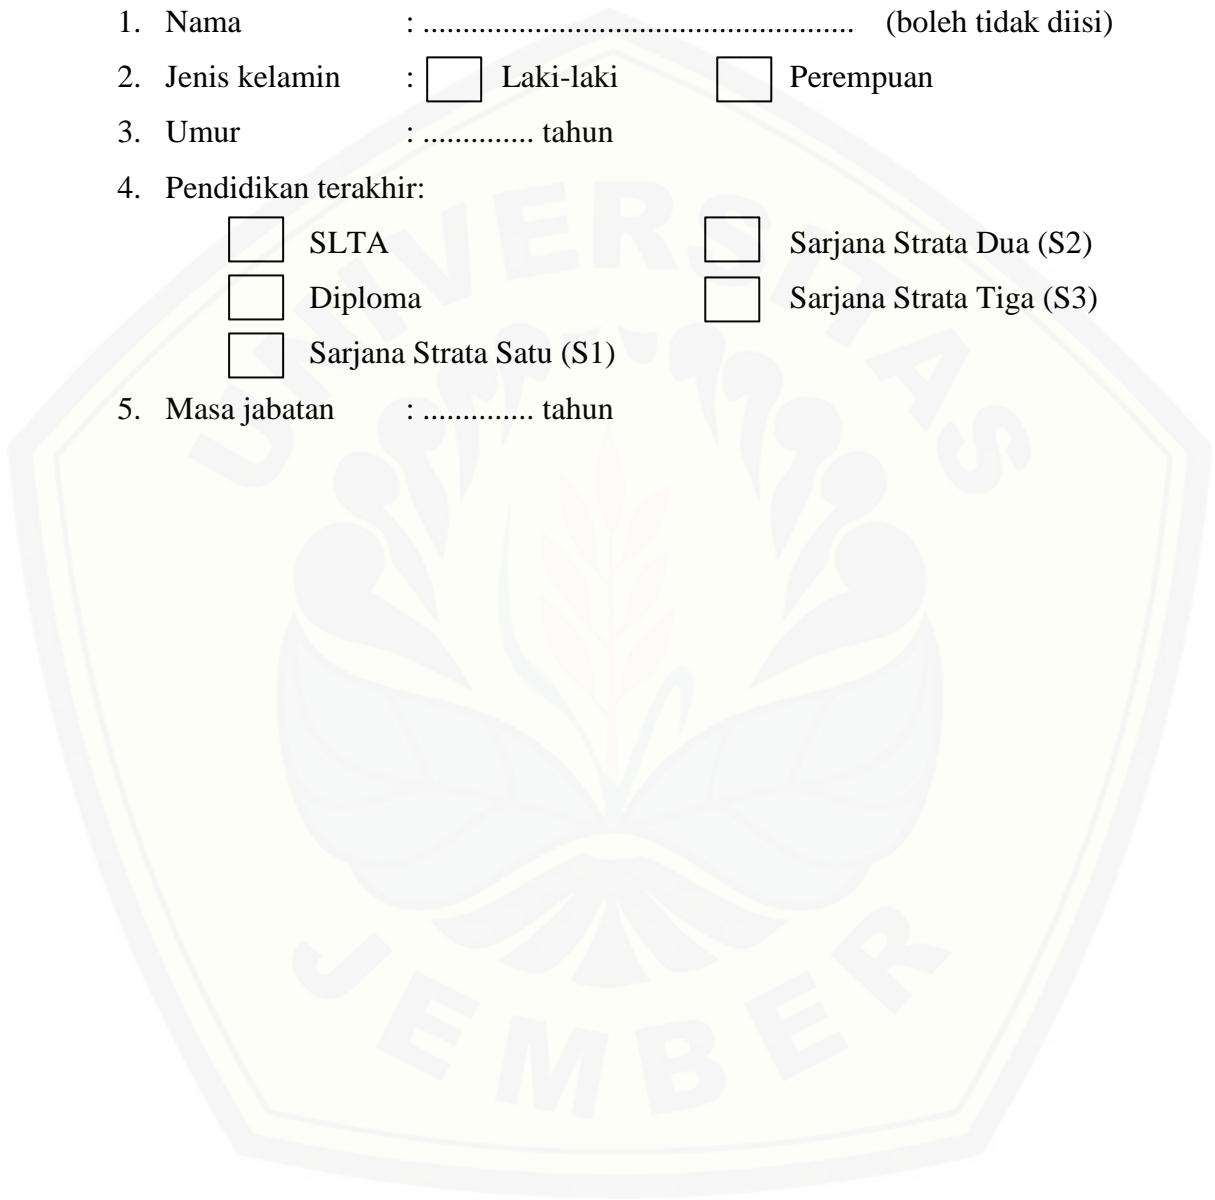 1. Nama : ...................................................... (boleh tidak diisi)
2. Jenis kelamin : Laki-laki Perempuan
3. Umur : .............. tahun
4. Pendidikan terakhir:
SLTA Sarjana Strata Dua (S2)
Diploma Sarjana Strata Tiga (S3)
Sarjana Strata Satu (S1)
5. Masa jabatan : .............. tahun
UNIVERSITAS
JEMBER